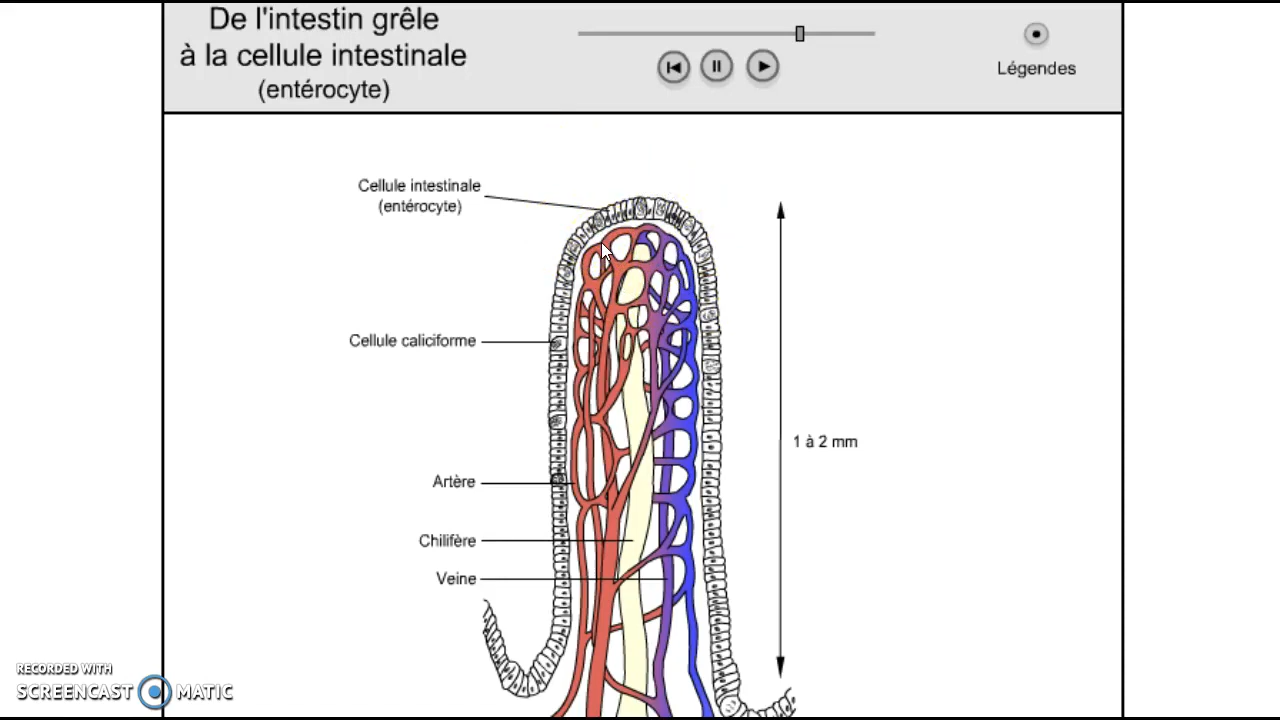 De l'intestin grêle
à la cellule intestinale
(entérocyte)
Légendes
Cellule intestinale
(entérocyte)
Cellule caliciforme
1 à 2 mm
Artère
Chilifère
Veine
RECORDED WITH
SCREENCAST MATIC